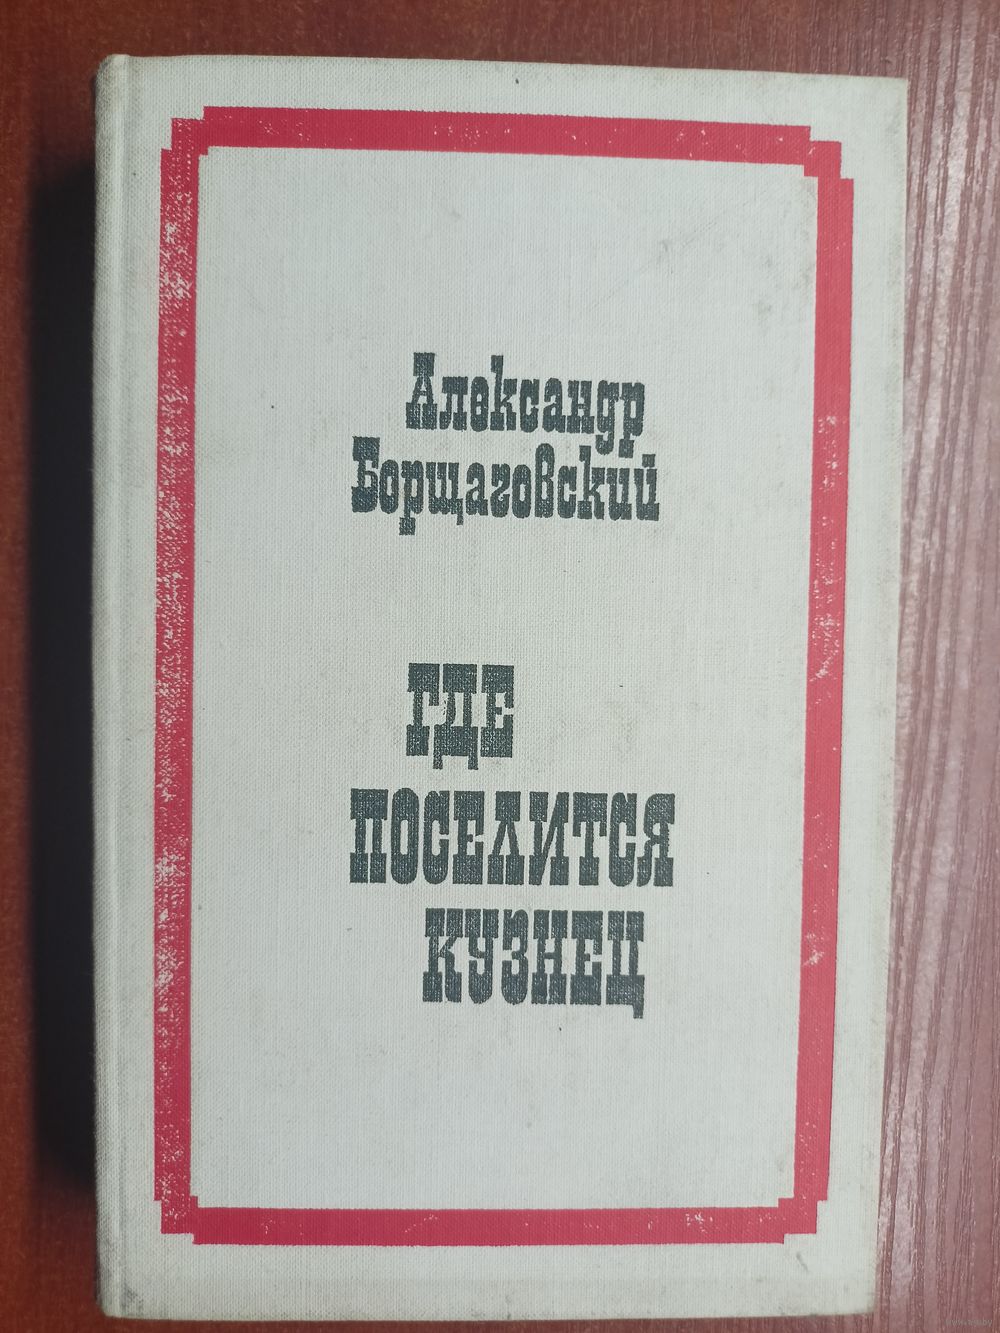 Александр
Борщаговский
ГДЕ
ПОСЕЛИТСЯ
КУЗНЕЦ